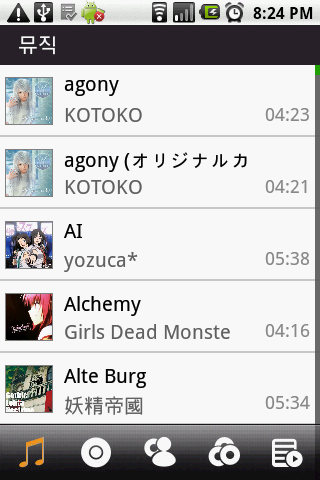 8:24 PM
뮤직
agony
KOTOKO
04:23
agony (オリジナルカ
KOTOKO
04:21
AI
yozuca*
05:38
Alchemy
Girls Dead Monste
04:16
Alte Burg
妖精帝國
05:34